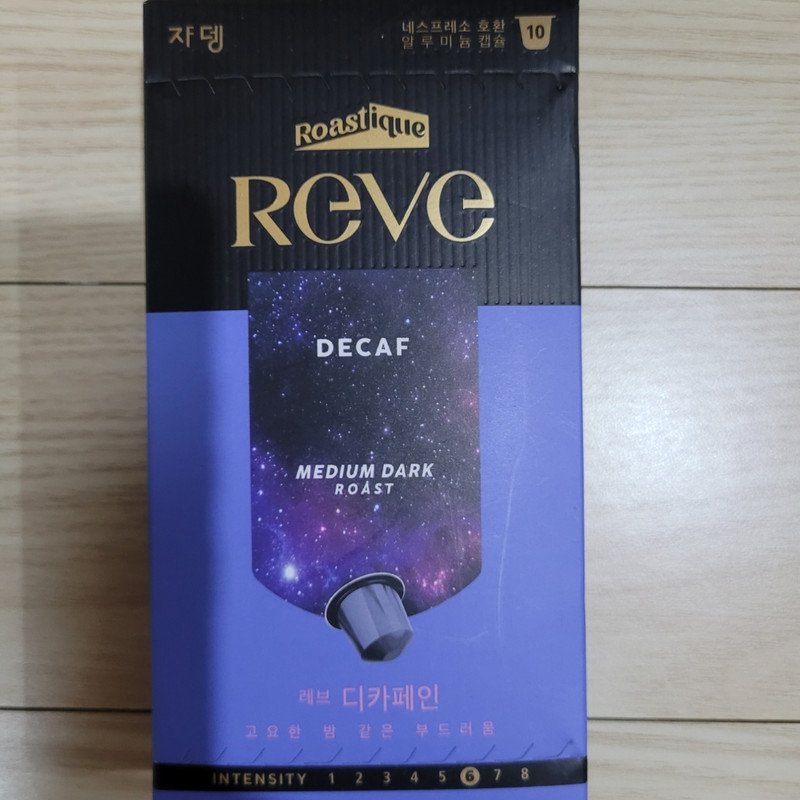 쟈뎅
네스프레소 호환
알루미늄 캡슐
10
Roastique
ReVe
DECAF
MEDIUM DARK
ROAST
레브 디카페인
고요한 밤 같은 부드러움
INTENSITY 1 2 3 4 5 6 7 8